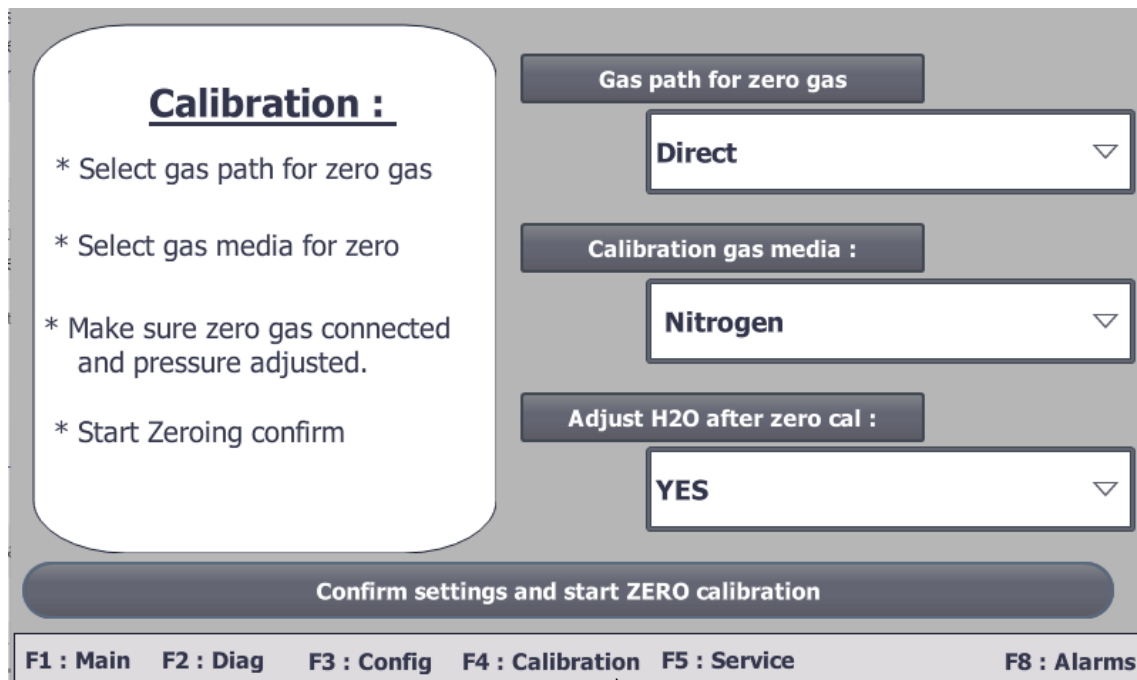 Calibration :
* Select gas path for zero gas
* Select gas media for zero
* Make sure zero gas connected
and pressure adjusted.
* Start Zeroing confirm
Gas path for zero gas
Direct
Calibration gas media :
Nitrogen
Adjust H2O after zero cal :
YES
Confirm settings and start ZERO calibration
F1 : Main F2 : Diag F3 : Config F4 : Calibration F5 : Service F8 : Alarms